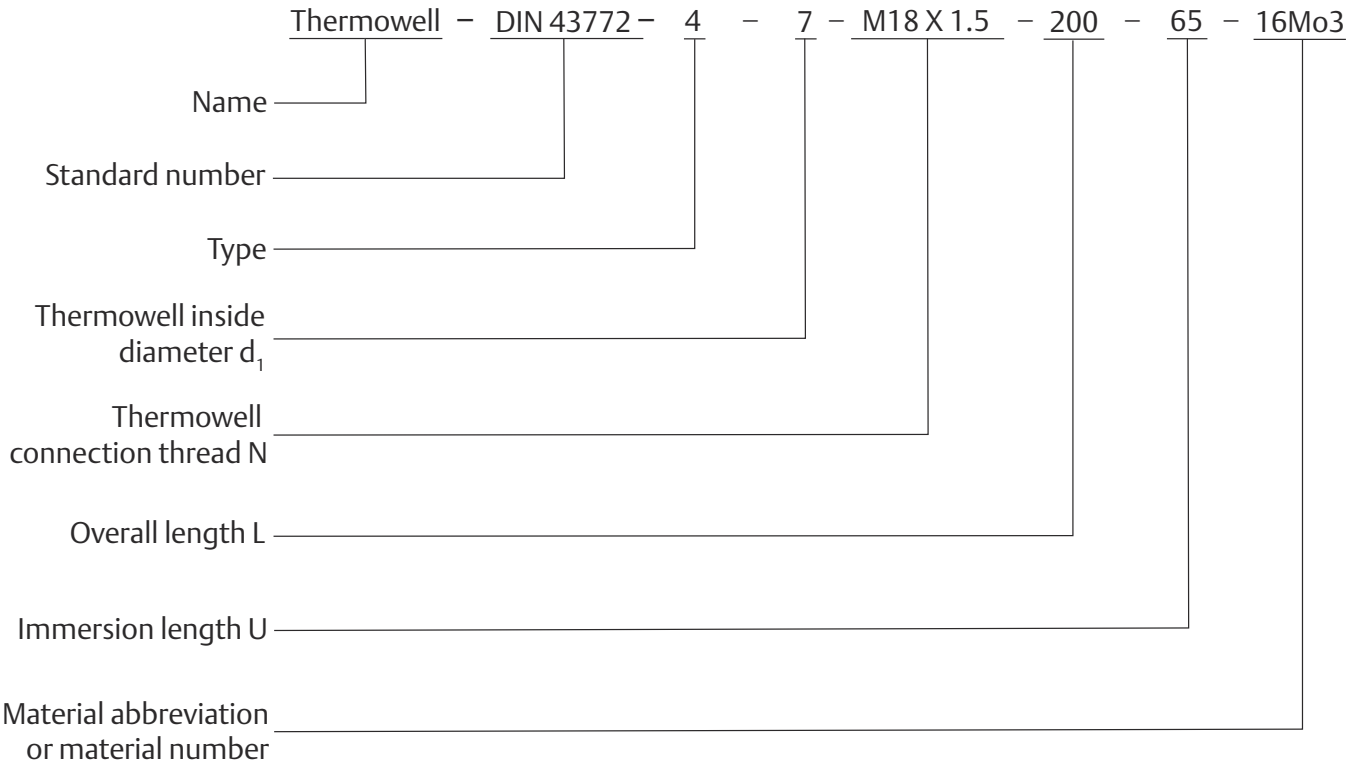 Thermowell – DIN 43772 – 4 – 7 – M18 X 1.5 – 200 – 65 – 16Mo3
Name
Standard number
Type
Thermowell inside
diameter d₁
Thermowell
connection thread N
Overall length L
Immersion length U
Material abbreviation
or material number